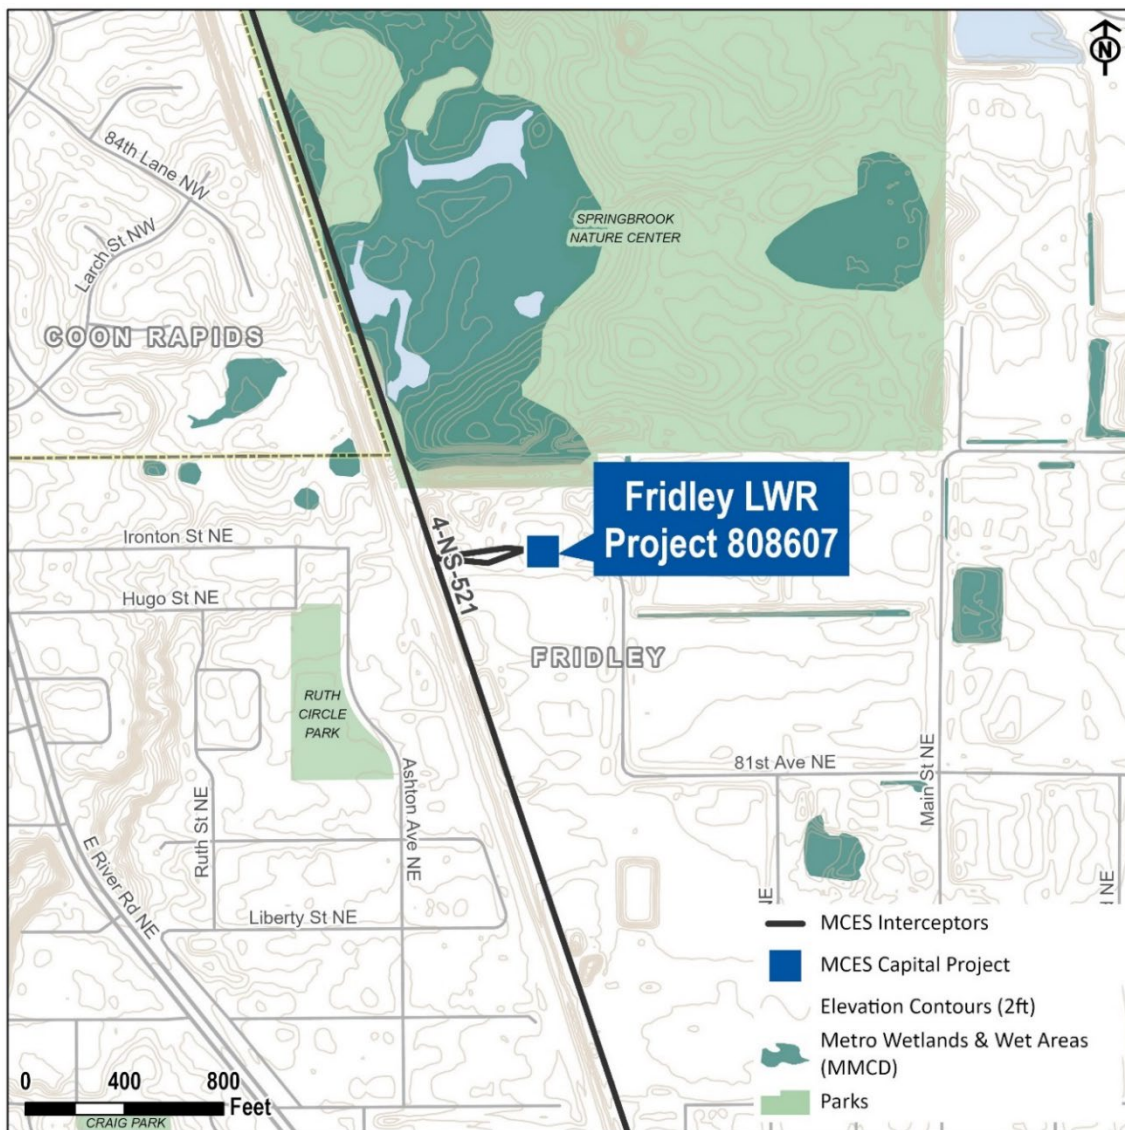 N
84th Lane NW
Larch St NW
SPRINGBROOK
NATURE CENTER
COON RAPIDS
Fridley LWR
Project 808607
4-NS-521
Ironton St NE
Hugo St NE
FRIDLEY
RUTH
CIRCLE
PARK
81st Ave NE
Main St NE
Ashton Ave NE
Ruth St NE
E River Rd NE
Liberty St NE
NE
NE
MCES Interceptors
MCES Capital Project
Elevation Contours (2ft)
Metro Wetlands & Wet Areas
(MMCD)
Parks
0 400 800
Feet
CRAIG PARK